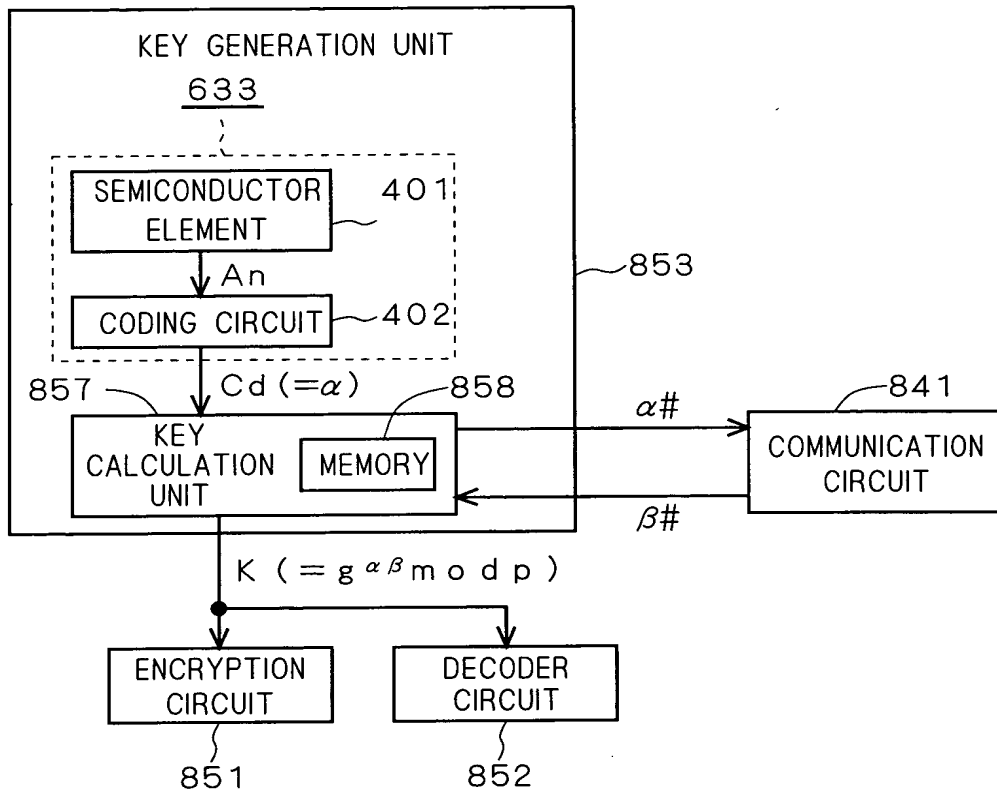 KEY GENERATION UNIT
633
SEMICONDUCTOR
ELEMENT
401
An
CODING CIRCUIT
402
853
Cd (=α)
857
858
841
KEY
CALCULATION
UNIT
MEMORY
α#
β#
COMMUNICATION
CIRCUIT
K (=g^{αβ} mod p)
ENCRYPTION
CIRCUIT
DECODER
CIRCUIT
851
852